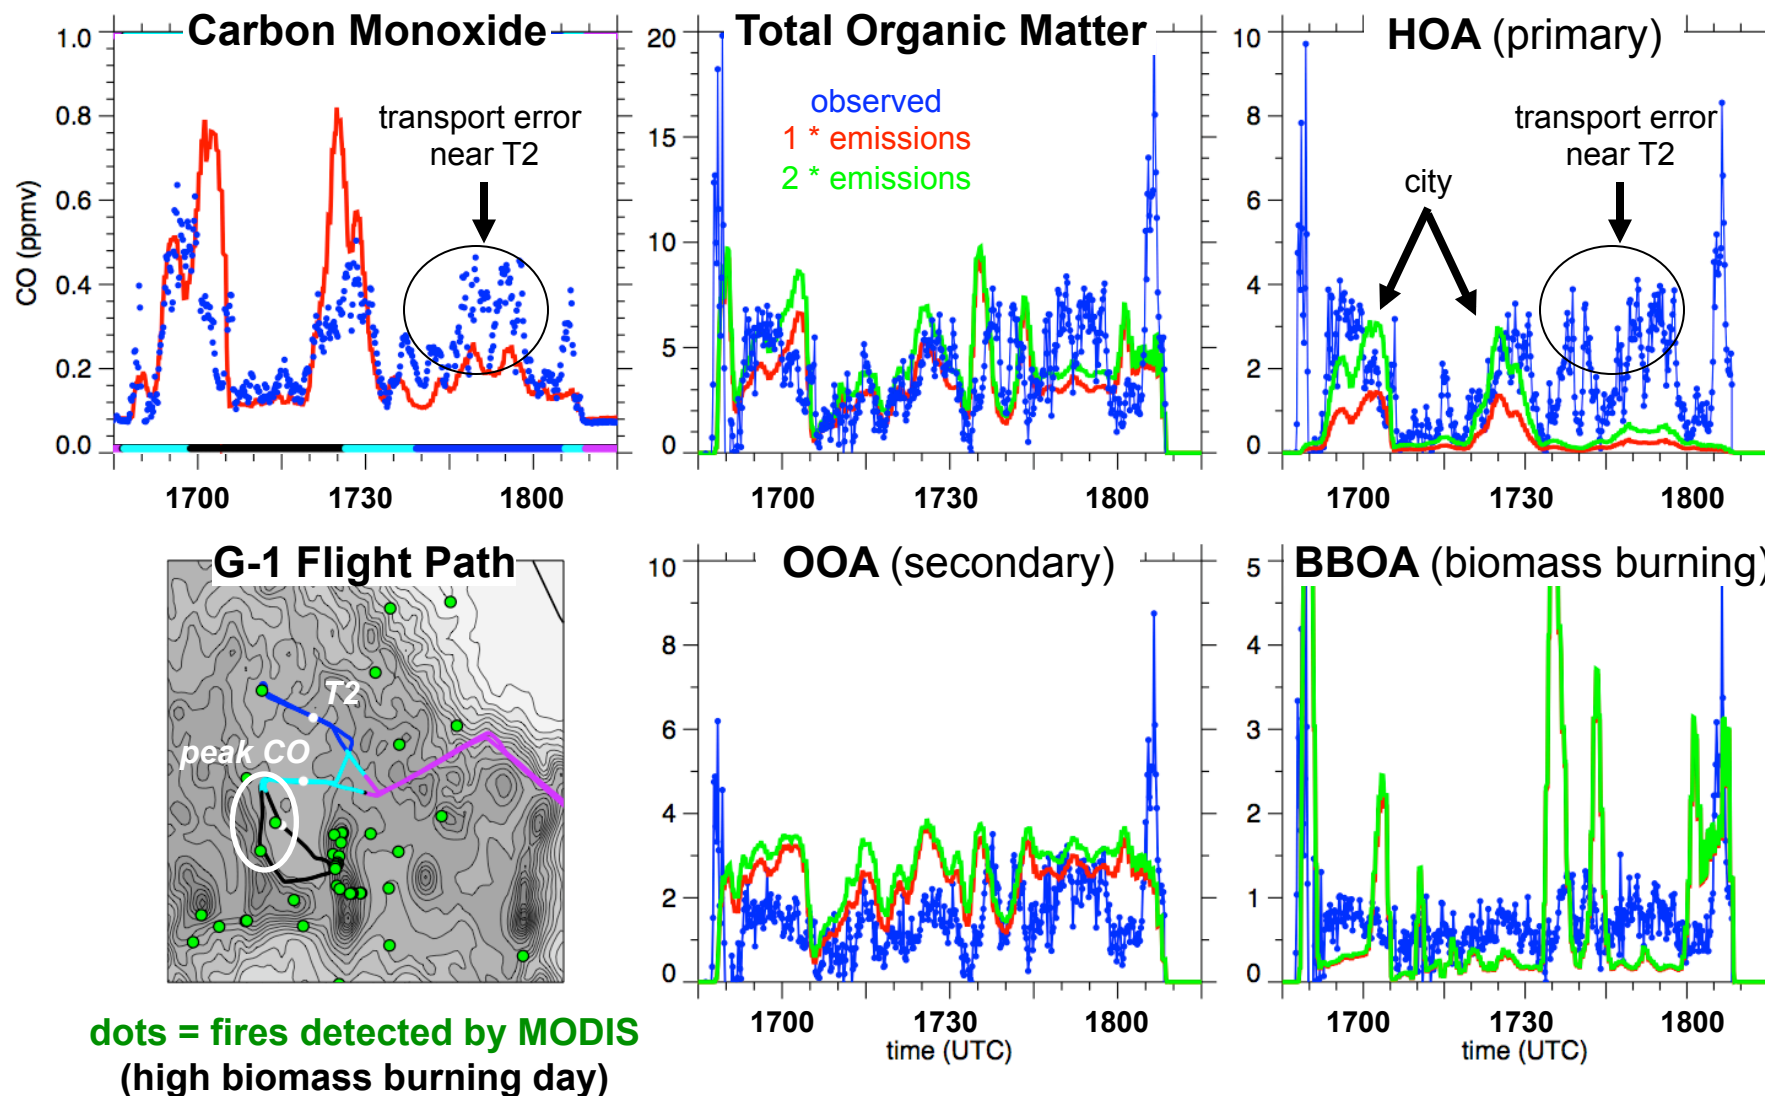 Carbon Monoxide
1.0
0.8
0.6
0.4
0.2
0.0
CO (ppmv)
transport error
near T2
1700
1730
1800
Total Organic Matter
20
15
10
5
0
observed
1 * emissions
2 * emissions
1700
1730
1800
HOA (primary)
10
8
6
4
2
0
city
transport error
near T2
1700
1730
1800
G-1 Flight Path
T2
peak CO
dots = fires detected by MODIS
(high biomass burning day)
OOA (secondary)
10
8
6
4
2
0
1700
1730
1800
time (UTC)
BBOA (biomass burning)
5
4
3
2
1
0
1700
1730
1800
time (UTC)